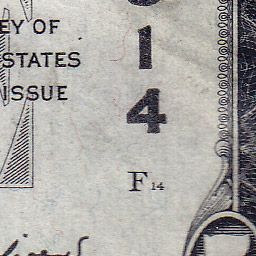 EY OF
STATES
ISSUE
1
4
F 14